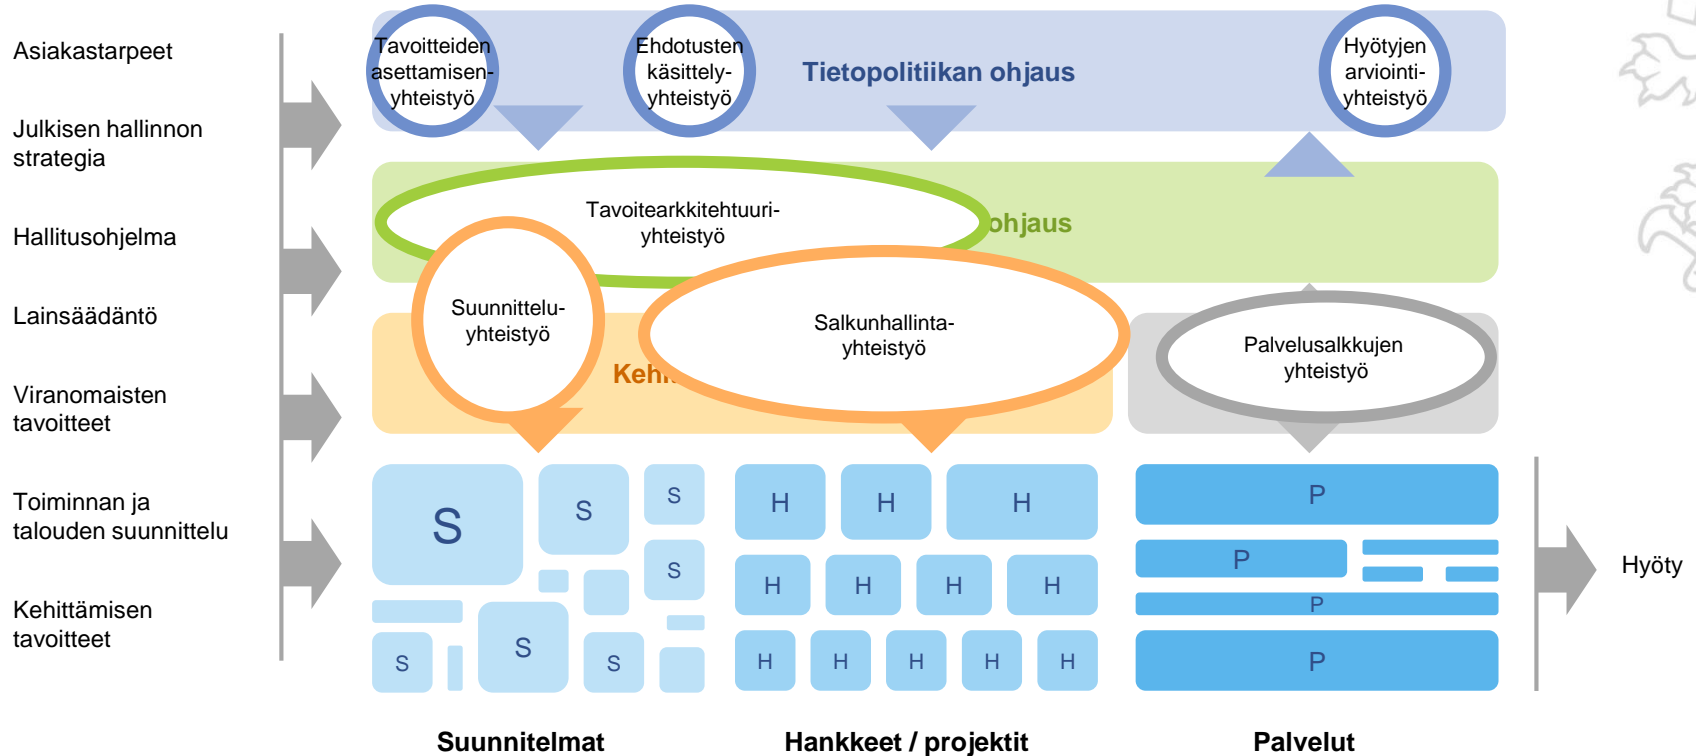 Asiakastarpeet
Julkisen hallinnon
strategia
Hallitusohjelma
Lainsäädäntö
Viranomaisten
tavoitteet
Toiminnan ja
talouden suunnittelu
Kehittämisen
tavoitteet
Tavoitteiden
asettamisen-
yhteistyö
Ehdotusten
käsittely-
yhteistyö
Tietopolitiikan ohjaus
Hyötyjen
arviointi-
yhteistyö
Tavoitearkkitehtuuri-
yhteistyö
ohjaus
Suunnittelu-
yhteistyö
Salkunhallinta-
yhteistyö
Palvelusalkkujen
yhteistyö
S
S
S
S
S
S
S
H
H
H
H
H
H
H
H
H
H
H
H
P
P
P
P
Hyöty
Suunnitelmat
Hankkeet / projektit
Palvelut